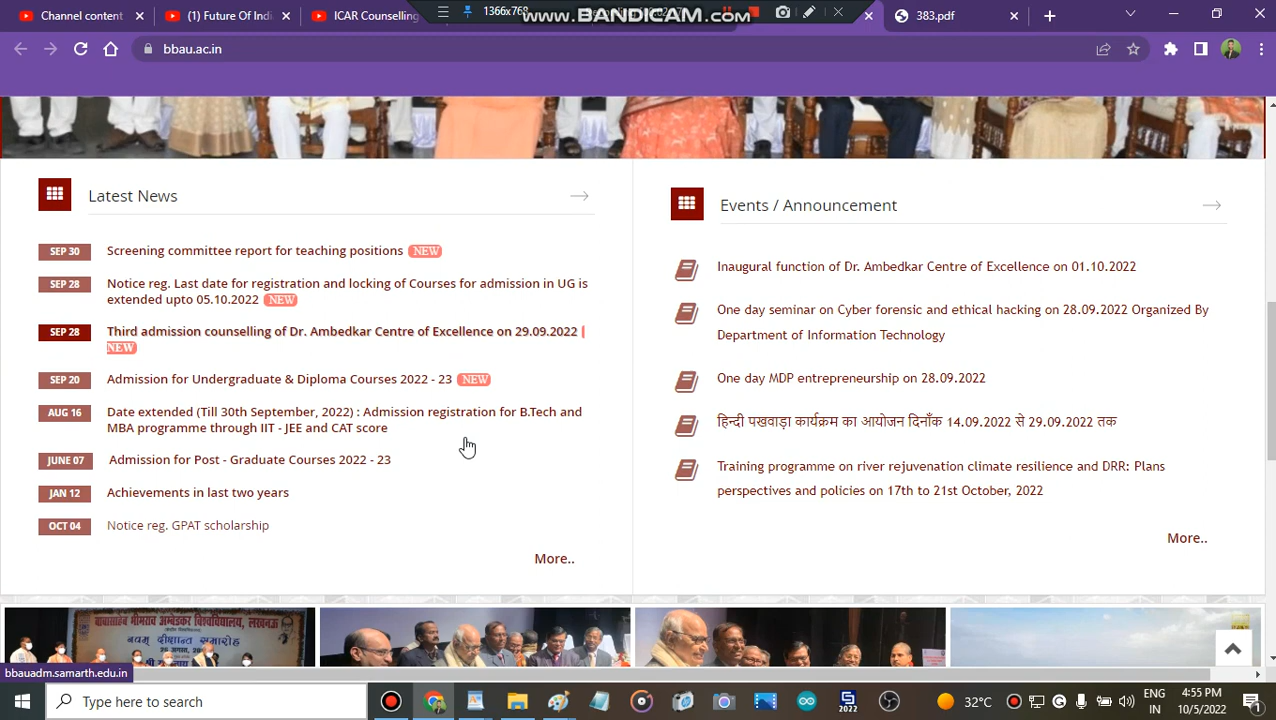 Channel content
(1) Future Of Indi
ICAR Counselling
1366x768
WWW.BANDICAM.COM
383.pdf
bbau.ac.in
Latest News
Events / Announcement
SEP 30 Screening committee report for teaching positions NEW
SEP 28 Notice reg. Last date for registration and locking of Courses for admission in UG is
extended upto 05.10.2022 NEW
SEP 28 Third admission counselling of Dr. Ambedkar Centre of Excellence on 29.09.2022 |
NEW
SEP 20 Admission for Undergraduate & Diploma Courses 2022 - 23 NEW
AUG 16 Date extended (Till 30th September, 2022) : Admission registration for B.Tech and
MBA programme through IIT - JEE and CAT score
JUNE 07 Admission for Post - Graduate Courses 2022 - 23
JAN 12 Achievements in last two years
OCT 04 Notice reg. GPAT scholarship
More..
Inaugural function of Dr. Ambedkar Centre of Excellence on 01.10.2022
One day seminar on Cyber forensic and ethical hacking on 28.09.2022 Organized By
Department of Information Technology
One day MDP entrepreneurship on 28.09.2022
हिन्दी पखवाड़ा कार्यक्रम का आयोजन दिनाँक 14.09.2022 से 29.09.2022 तक
Training programme on river rejuvenation climate resilience and DRR: Plans
perspectives and policies on 17th to 21st October, 2022
More..
बाबासाहेब भीमराव अम्बेडकर विश्वविद्यालय, लखनऊ
नवम् दीक्षान्त समारोह
bbauadm.samarth.edu.in
Type here to search
2022
32°C
ENG
IN
4:55 PM
10/5/2022
1